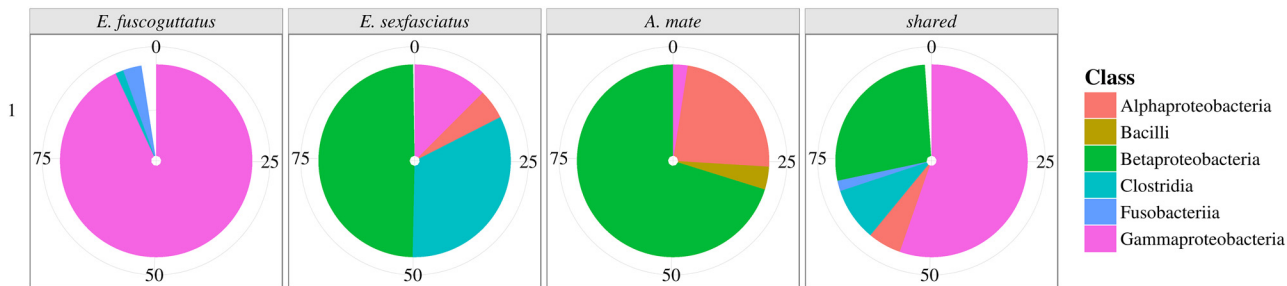 E. fuscoguttatus
E. sexfasciatus
A. mate
shared
1
0
25
50
75
0
25
50
75
0
25
50
75
0
25
50
75
Class
Alphaproteobacteria
Bacilli
Betaproteobacteria
Clostridia
Fusobacteriia
Gammaproteobacteria